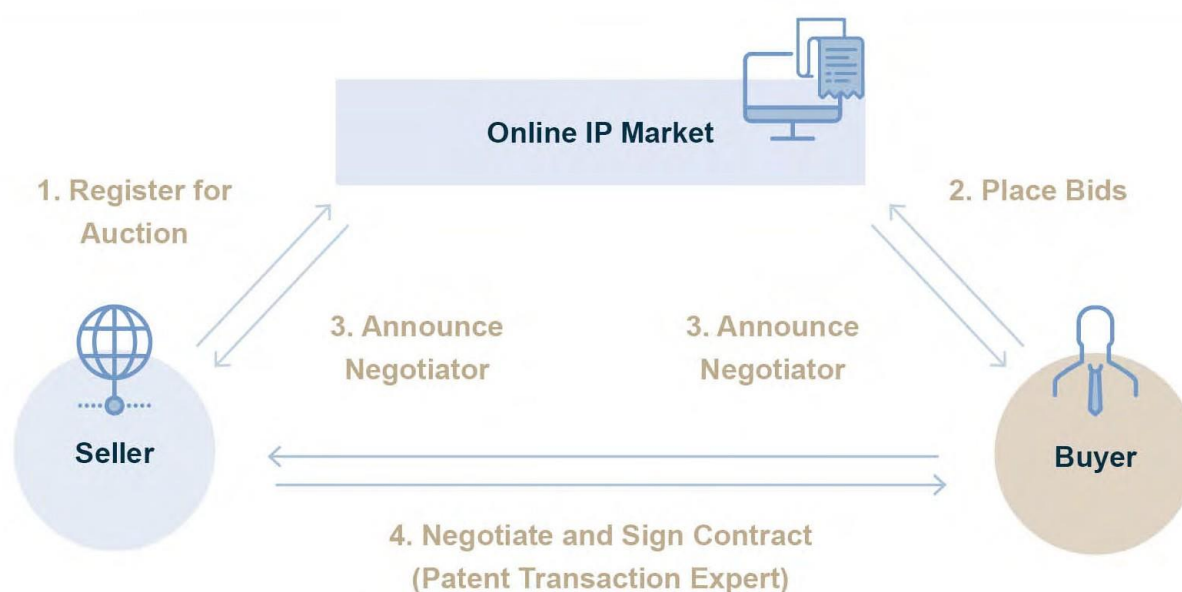 Online IP Market
1. Register for
Auction
2. Place Bids
3. Announce
Negotiator
3. Announce
Negotiator
Seller
Buyer
4. Negotiate and Sign Contract
(Patent Transaction Expert)